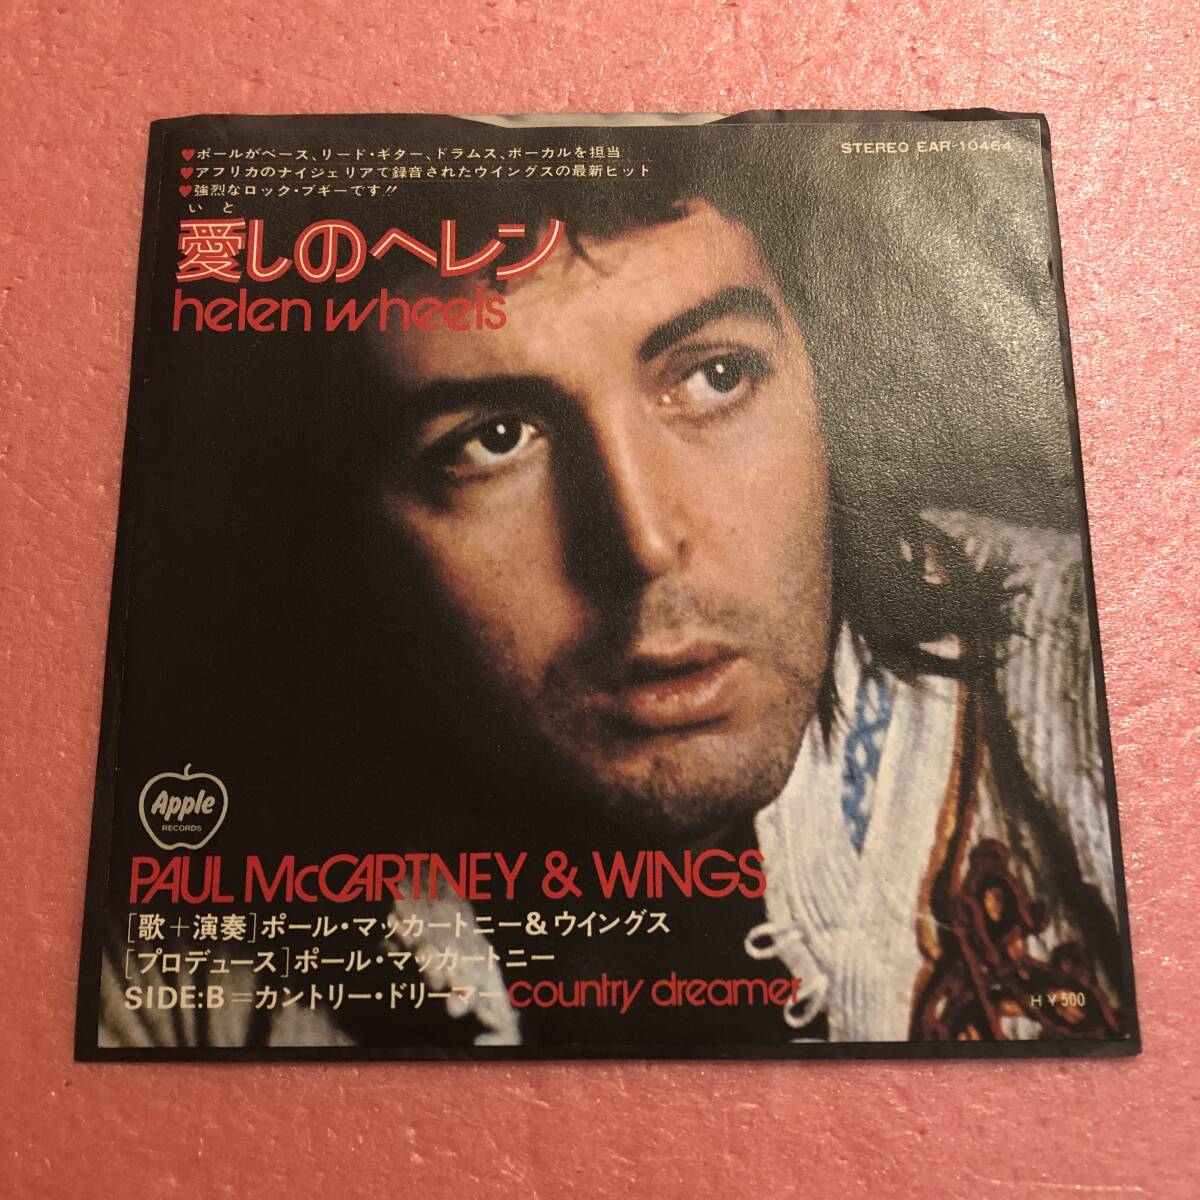 ♥ポールがベース、リード・ギター、ドラムス、ボーカルを担当
♥アフリカのナイジェリアで録音されたウイングスの最新ヒット
♥強烈なロック・ブギーです!!
STEREO EAR-10464
いと
愛しのヘレン
helen wheels
Apple
RECORDS
PAUL McCARTNEY & WINGS
[歌＋演奏]ポール・マッカートニー&ウイングス
[プロデュース]ポール・マッカートニー
SIDE:B＝カントリー・ドリーマー country dreamer
H ¥500